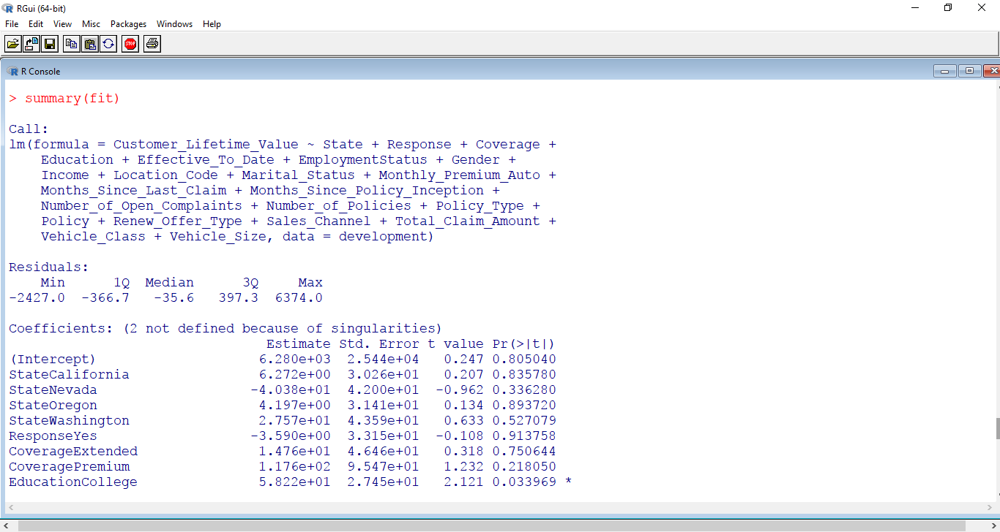 RGui (64-bit)
File Edit View Misc Packages Windows Help
STOP
R Console
> summary(fit)
Call:
lm(formula = Customer_Lifetime_Value ~ State + Response + Coverage +
    Education + Effective_To_Date + EmploymentStatus + Gender +
    Income + Location_Code + Marital_Status + Monthly_Premium_Auto +
    Months_Since_Last_Claim + Months_Since_Policy_Inception +
    Number_of_Open_Complaints + Number_of_Policies + Policy_Type +
    Policy + Renew_Offer_Type + Sales_Channel + Total_Claim_Amount +
    Vehicle_Class + Vehicle_Size, data = development)
Residuals:
    Min      1Q  Median      3Q     Max
-2427.0  -366.7   -35.6   397.3  6374.0
Coefficients: (2 not defined because of singularities)
                                Estimate Std. Error t value Pr(>|t|)
(Intercept)                    6.280e+03  2.544e+04   0.247 0.805040
StateCalifornia                6.272e+00  3.026e+01   0.207 0.835780
StateNevada                   -4.038e+01  4.200e+01  -0.962 0.336280
StateOregon                    4.197e+00  3.141e+01   0.134 0.893720
StateWashington                2.757e+01  4.359e+01   0.633 0.527079
ResponseYes                   -3.590e+00  3.315e+01  -0.108 0.913758
CoverageExtended               1.476e+01  4.646e+01   0.318 0.750644
CoveragePremium                1.176e+02  9.547e+01   1.232 0.218050
EducationCollege               5.822e+01  2.745e+01   2.121 0.033969 *